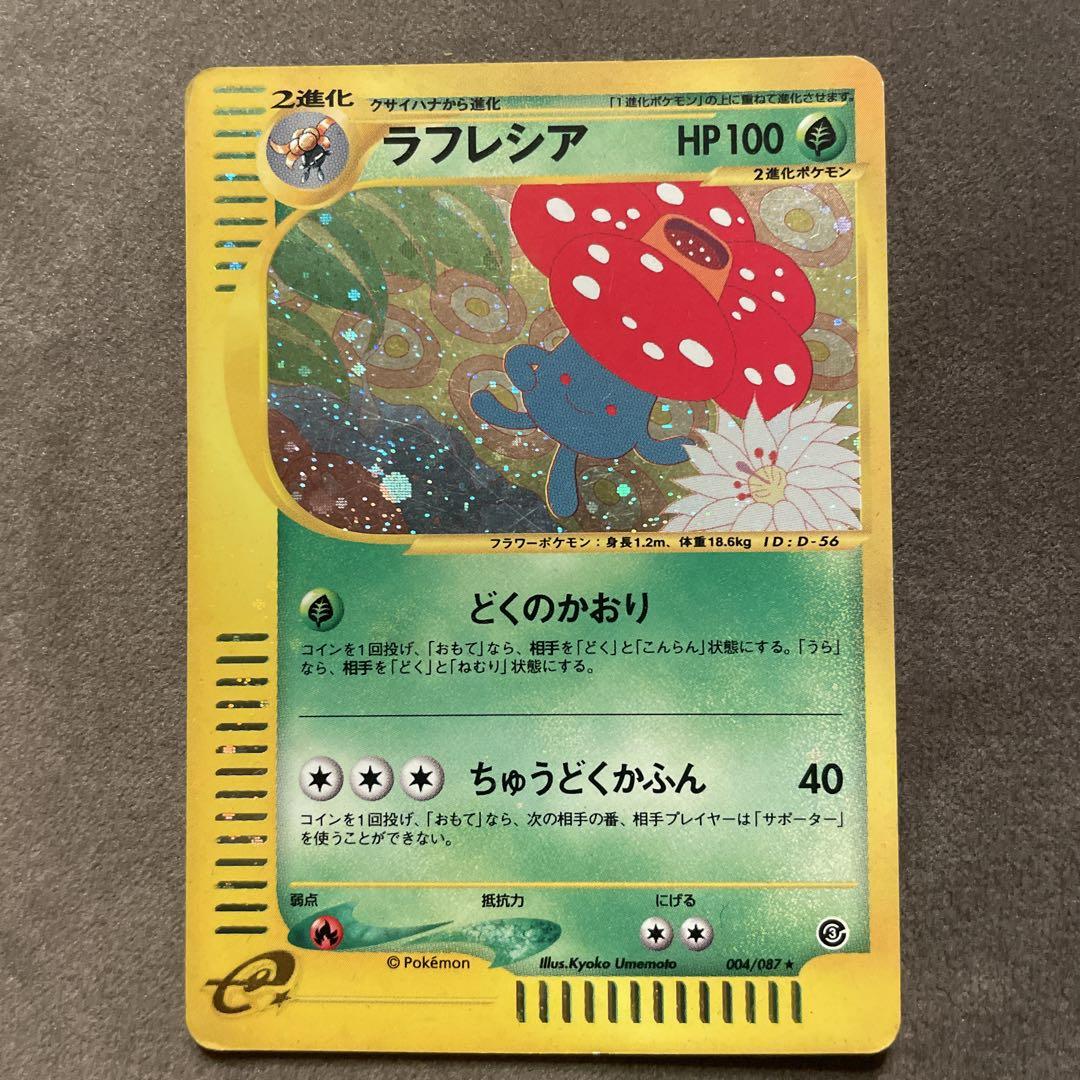 2進化 クサイハナから進化 「1進化ポケモン」の上に重ねて進化させます。
ラフレシア HP100
2進化ポケモン
フラワーポケモン：身長1.2m、体重18.6kg ID:D-56
どくのかおり
コインを1回投げ、「おもて」なら、相手を「どく」と「こんらん」状態にする。「うら」
なら、相手を「どく」と「ねむり」状態にする。
ちゅうどくかふん 40
コインを1回投げ、「おもて」なら、次の相手の番、相手プレイヤーは「サポーター」
を使うことができない。
弱点 抵抗力 にげる
3
e
© Pokémon Illus.Kyoko Umemoto 004/087★